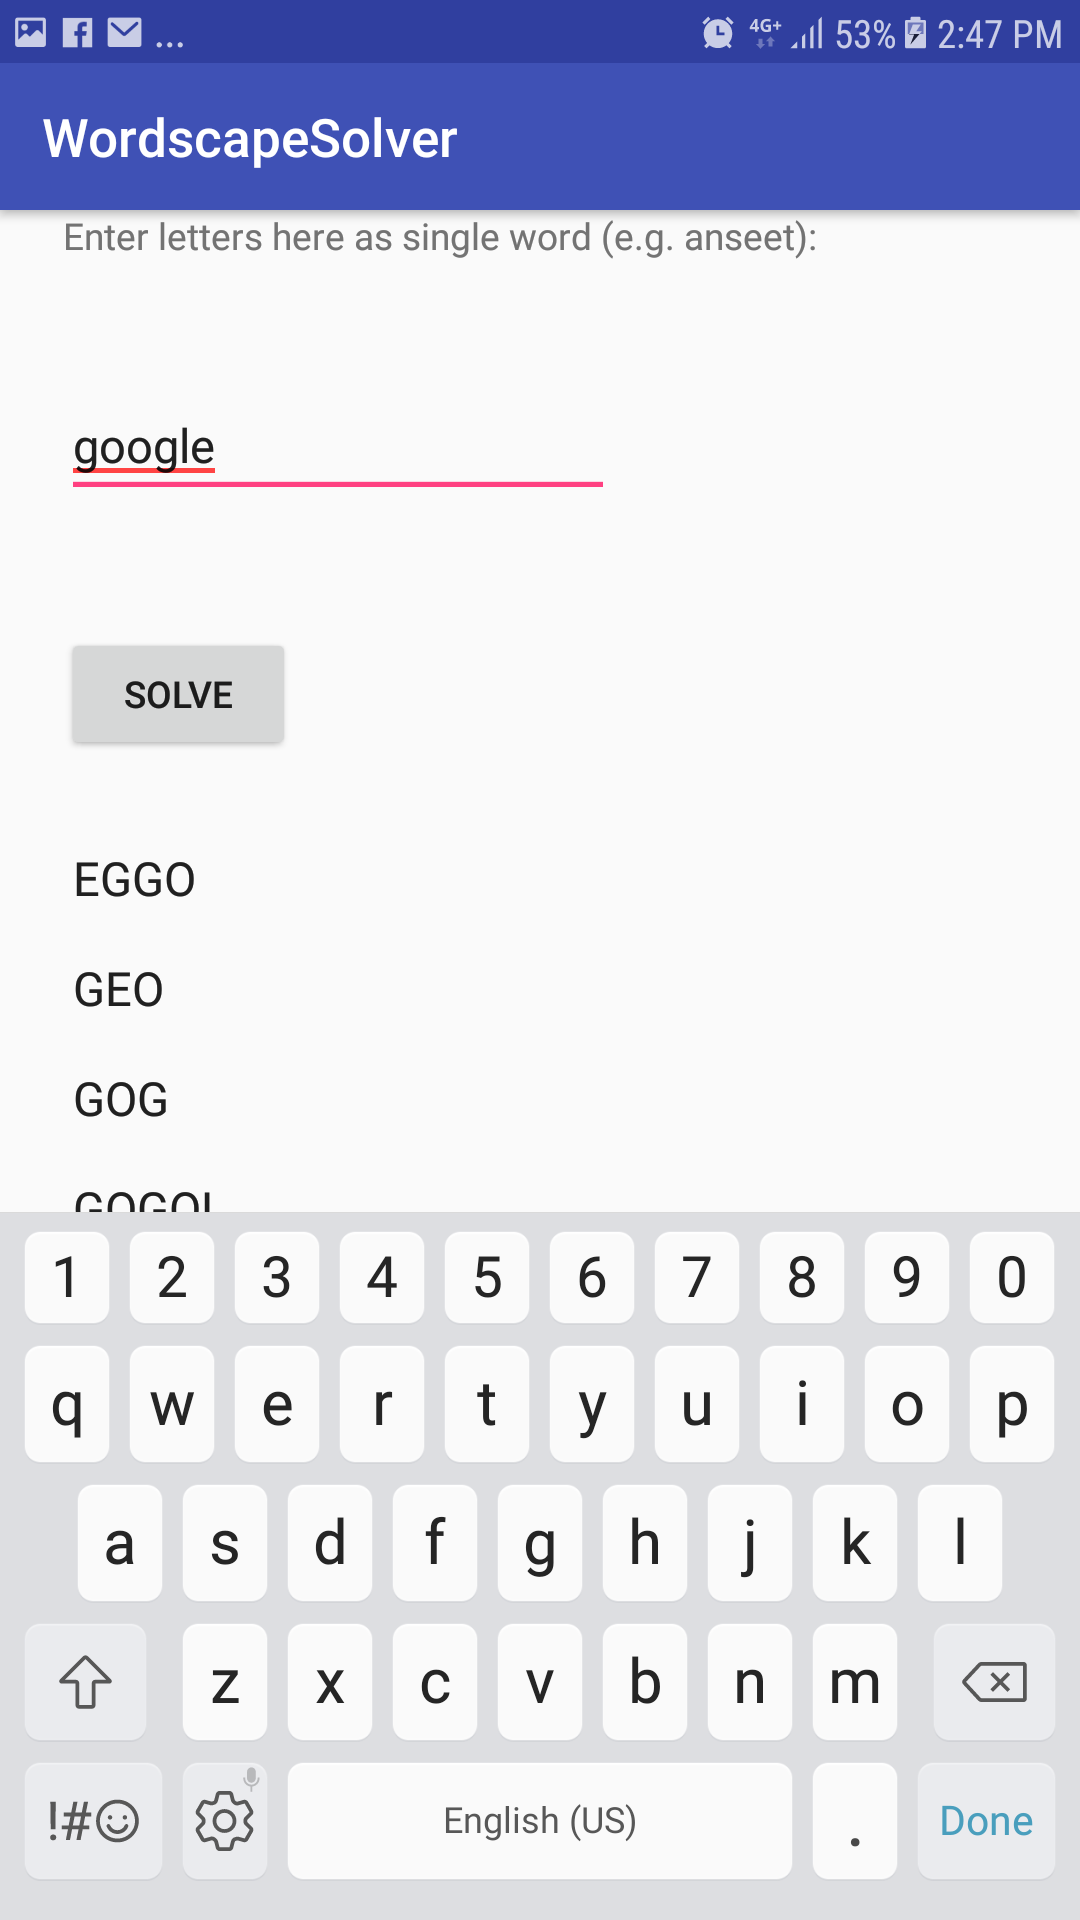 ... 4G+ 53% 2:47 PM
WordscapeSolver
Enter letters here as single word (e.g. anseet):
google
SOLVE
EGGO
GEO
GOG
1 2 3 4 5 6 7 8 9 0
q w e r t y u i o p
a s d f g h j k l
z x c v b n m
!#☺ English (US) . Done